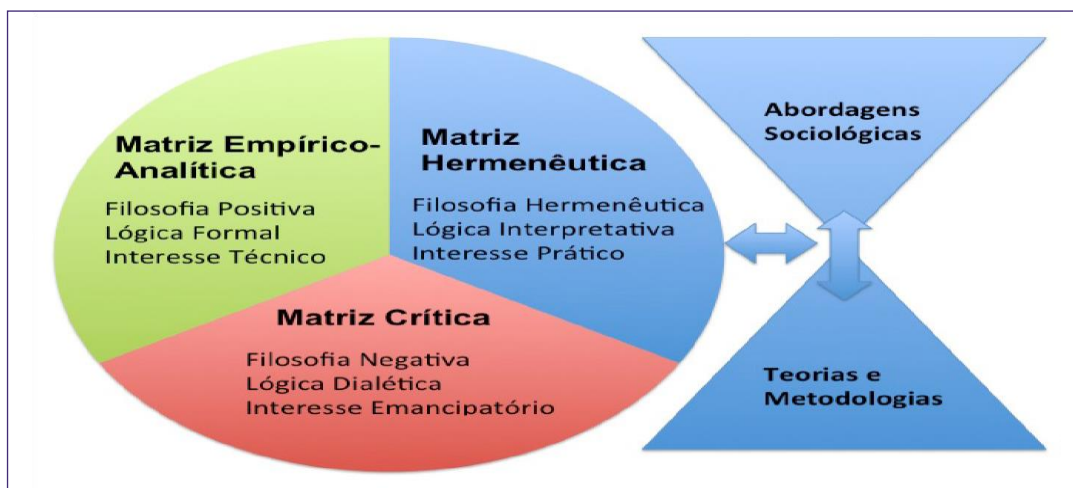 Matriz Empírico-
Analítica
Filosofia Positiva
Lógica Formal
Interesse Técnico
Matriz
Hermenêutica
Filosofia Hermenêutica
Lógica Interpretativa
Interesse Prático
Matriz Crítica
Filosofia Negativa
Lógica Dialética
Interesse Emancipatório
Abordagens
Sociológicas
Teorias e
Metodologias